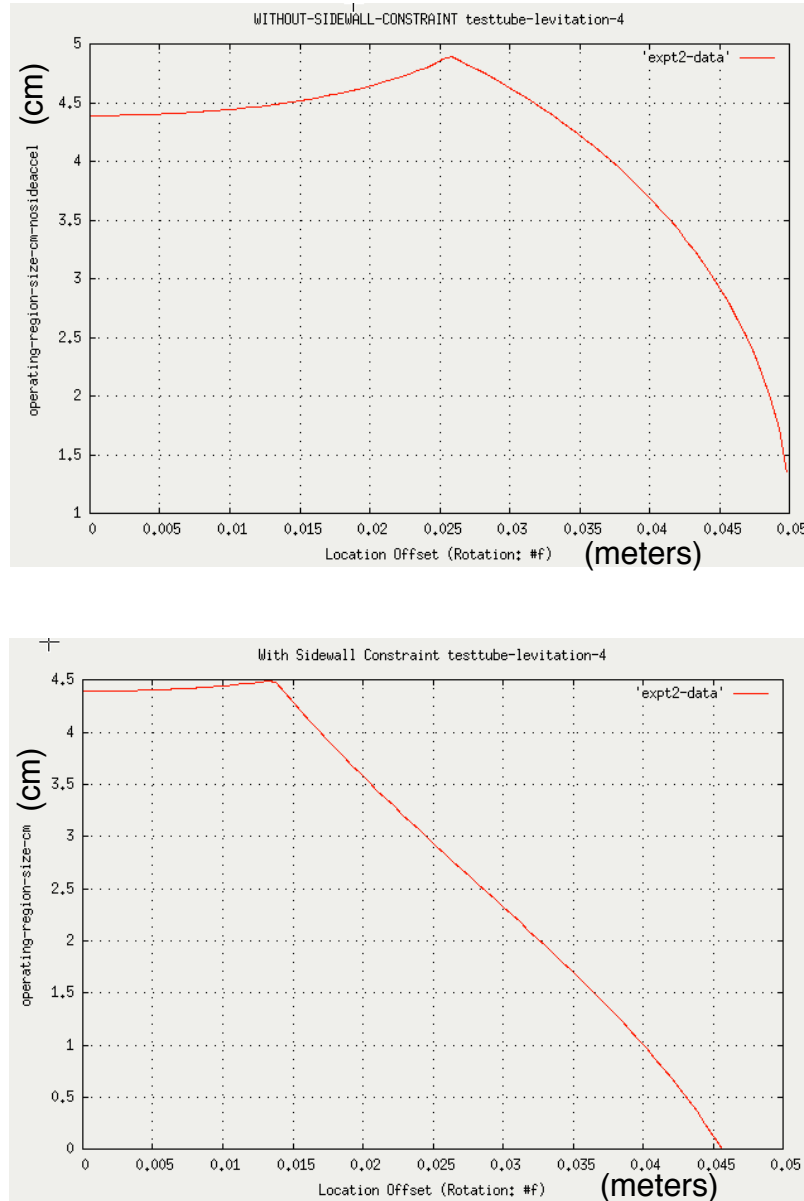 WITHOUT-SIDEWALL-CONSTRAINT testtube-levitation-4
5
4.5
4
3.5
3
2.5
2
1.5
1
(cm)
operating-region-size-cm-nosideaccel
'expt2-data'
0 0.005 0.01 0.015 0.02 0.025 0.03 0.035 0.04 0.045 0.05
Location Offset (Rotation: #f) (meters)
With Sidewall Constraint testtube-levitation-4
4.5
4
3.5
3
2.5
2
1.5
1
0.5
0
(cm)
operating-region-size-cm
'expt2-data'
0 0.005 0.01 0.015 0.02 0.025 0.03 0.035 0.04 0.045 0.05
Location Offset (Rotation: #f) (meters)